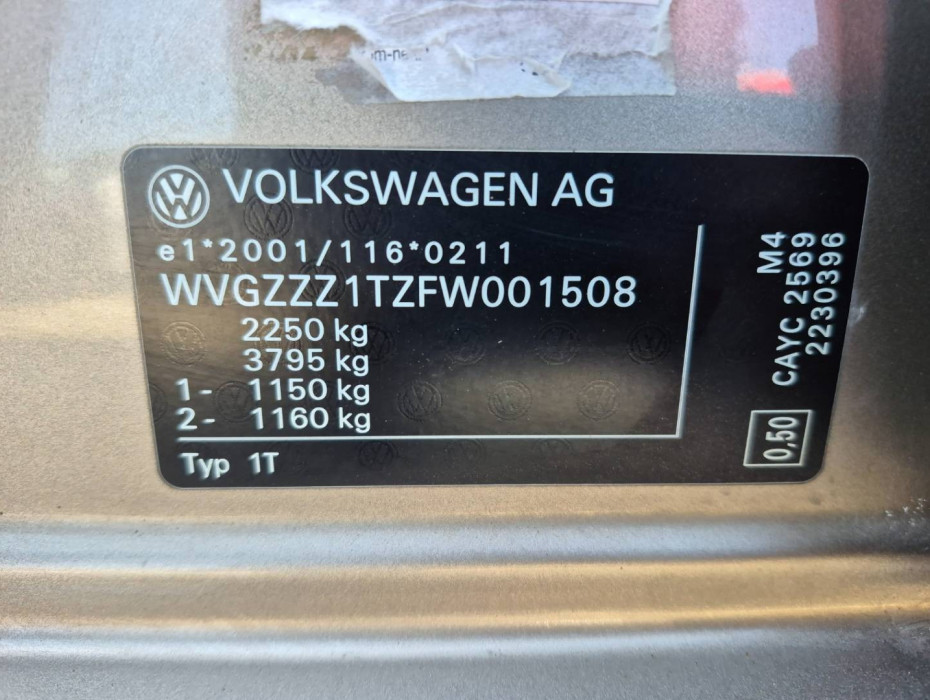 VOLKSWAGEN AG
e1*2001/116*0211
WVGZZZ1TZFW001508
2250 kg
3795 kg
1- 1150 kg
2- 1160 kg
Typ 1T
M4
CAYC 2569
2230396
0,50